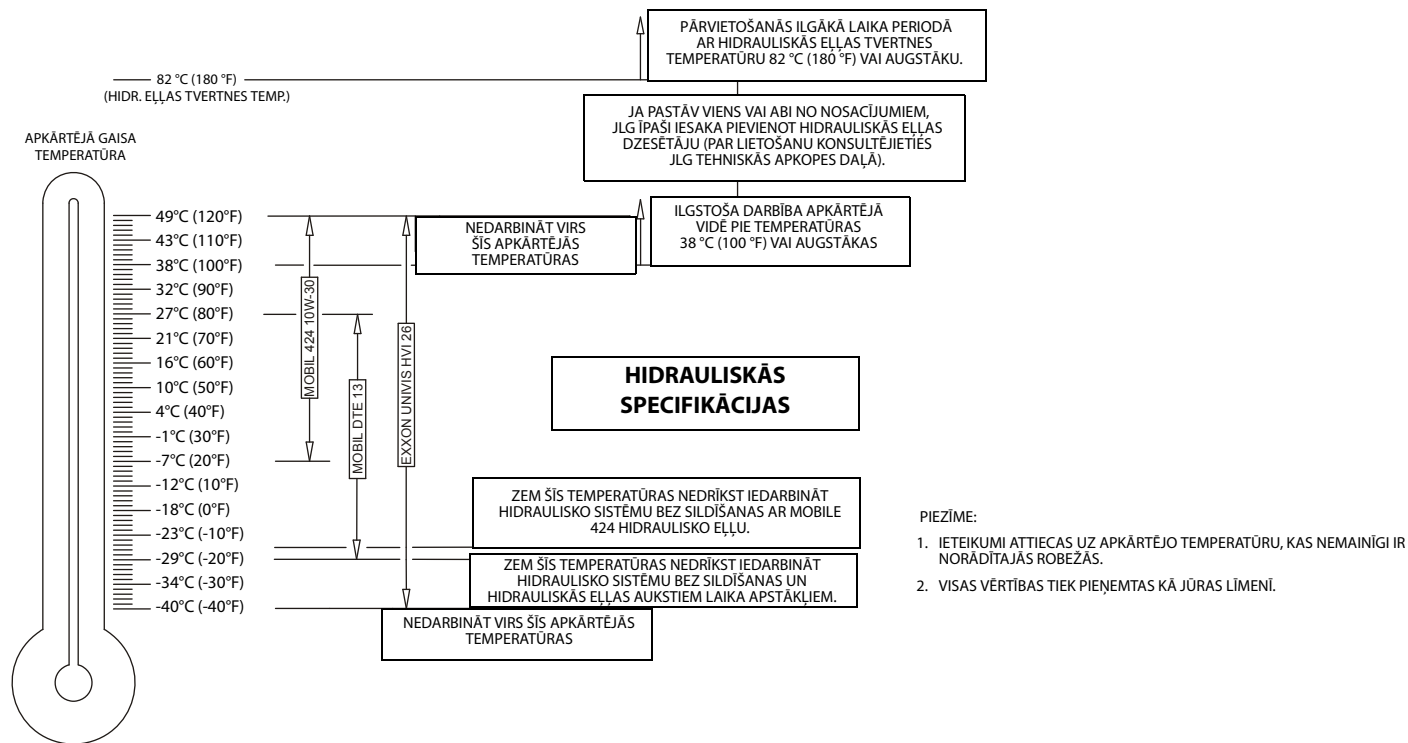 PĀRVIETOŠANĀS ILGĀKĀ LAIKA PERIODĀ
AR HIDRAULISKĀS EĻĻAS TVERTNES
TEMPERATŪRU 82 °C (180 °F) VAI AUGSTĀKU.
82 °C (180 °F)
(HIDR. EĻĻAS TVERTNES TEMP.)
JA PASTĀV VIENS VAI ABI NO NOSACĪJUMIEM,
JLG ĪPAŠI IESAKA PIEVIENOT HIDRAULISKĀS EĻĻAS
DZESĒTĀJU (PAR LIETOŠANU KONSULTĒJIETIES
JLG TEHNISKĀS APKOPES DAĻĀ).
APKĀRTĒJĀ GAISA
TEMPERATŪRA
ILGSTOŠA DARBĪBA APKĀRTĒJĀ
VIDĒ PIE TEMPERATŪRAS
38 °C (100 °F) VAI AUGSTĀKAS
NEDARBINĀT VIRS
ŠĪS APKĀRTĒJĀS
TEMPERATŪRAS
49°C (120°F)
43°C (110°F)
38°C (100°F)
32°C (90°F)
27°C (80°F)
21°C (70°F)
16°C (60°F)
10°C (50°F)
4°C (40°F)
-1°C (30°F)
-7°C (20°F)
-12°C (10°F)
-18°C (0°F)
-23°C (-10°F)
-29°C (-20°F)
-34°C (-30°F)
-40°C (-40°F)
MOBIL 424 10W-30
MOBIL DTE 13
EXXON UNIVIS HVI 26
HIDRAULISKĀS
SPECIFIKĀCIJAS
ZEM ŠĪS TEMPERATŪRAS NEDRĪKST IEDARBINĀT
HIDRAULISKO SISTĒMU BEZ SILDĪŠANAS AR MOBILE
424 HIDRAULISKO EĻĻU.
ZEM ŠĪS TEMPERATŪRAS NEDRĪKST IEDARBINĀT
HIDRAULISKO SISTĒMU BEZ SILDĪŠANAS UN
HIDRAULISKĀS EĻĻAS AUKSTIEM LAIKA APSTĀKĻIEM.
NEDARBINĀT VIRS ŠĪS APKĀRTĒJĀS
TEMPERATŪRAS
PIEZĪME:
1. IETEIKUMI ATTIECAS UZ APKĀRTĒJO TEMPERATŪRU, KAS NEMAINĪGI IR
NORĀDĪTAJĀS ROBEŽĀS.
2. VISAS VĒRTĪBAS TIEK PIEŅEMTAS KĀ JŪRAS LĪMENĪ.